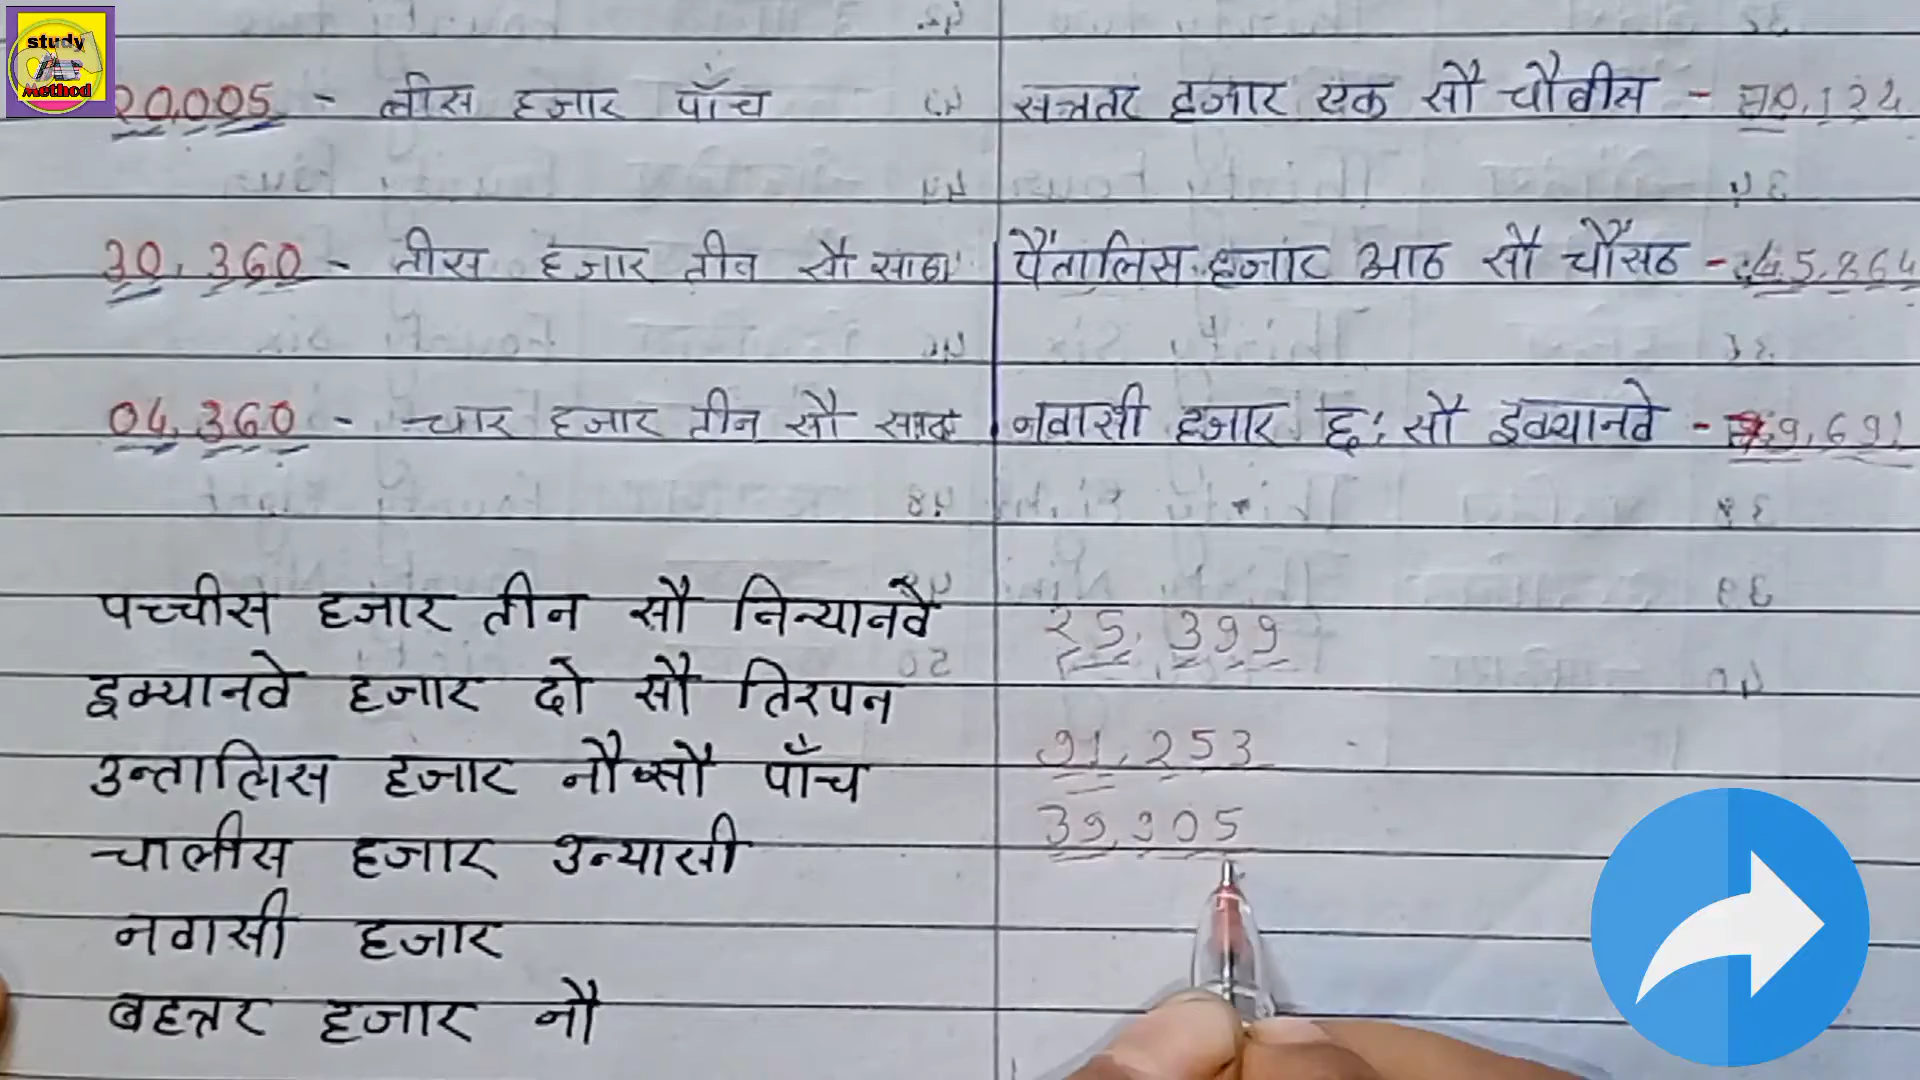 study
Art
Method
20,005 - बीस हजार पाँच
सत्रतर हजार एक सौ चौबीस - 70,124
30,360 - तीस हजार तीन सौ साठ
पैंतालिस हजार आठ सौ चौंसठ - 45,864
04,360 - चार हजार तीन सौ साठ
नवासी हजार छः सौ इक्यानवे - 89,691
पच्चीस हजार तीन सौ निन्यानवें
25,399
इक्यानवे हजार दो सौ तिरपन
91,253
उन्तालिस हजार नौ सौ पाँच
39,905
चालीस हजार उन्यासी
नवासी हजार
बहत्तर हजार नौ